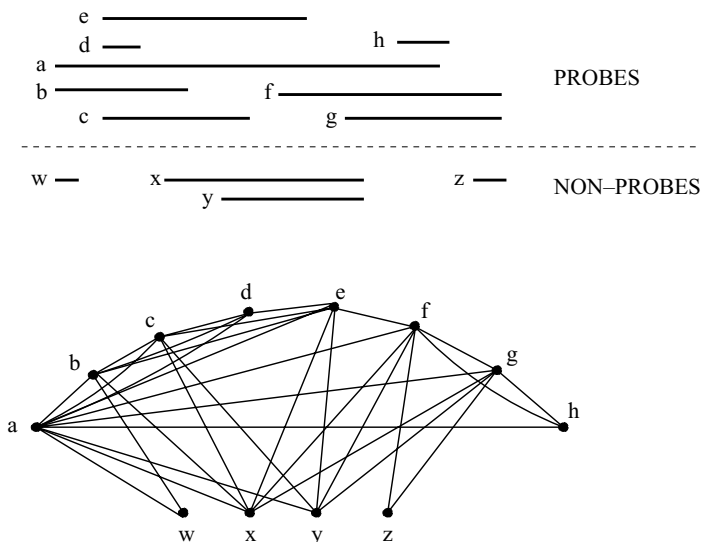 e
d h
a
PROBES
b f
c g
w x z NON–PROBES
y
d e
f
c
b g
a h
w x y z